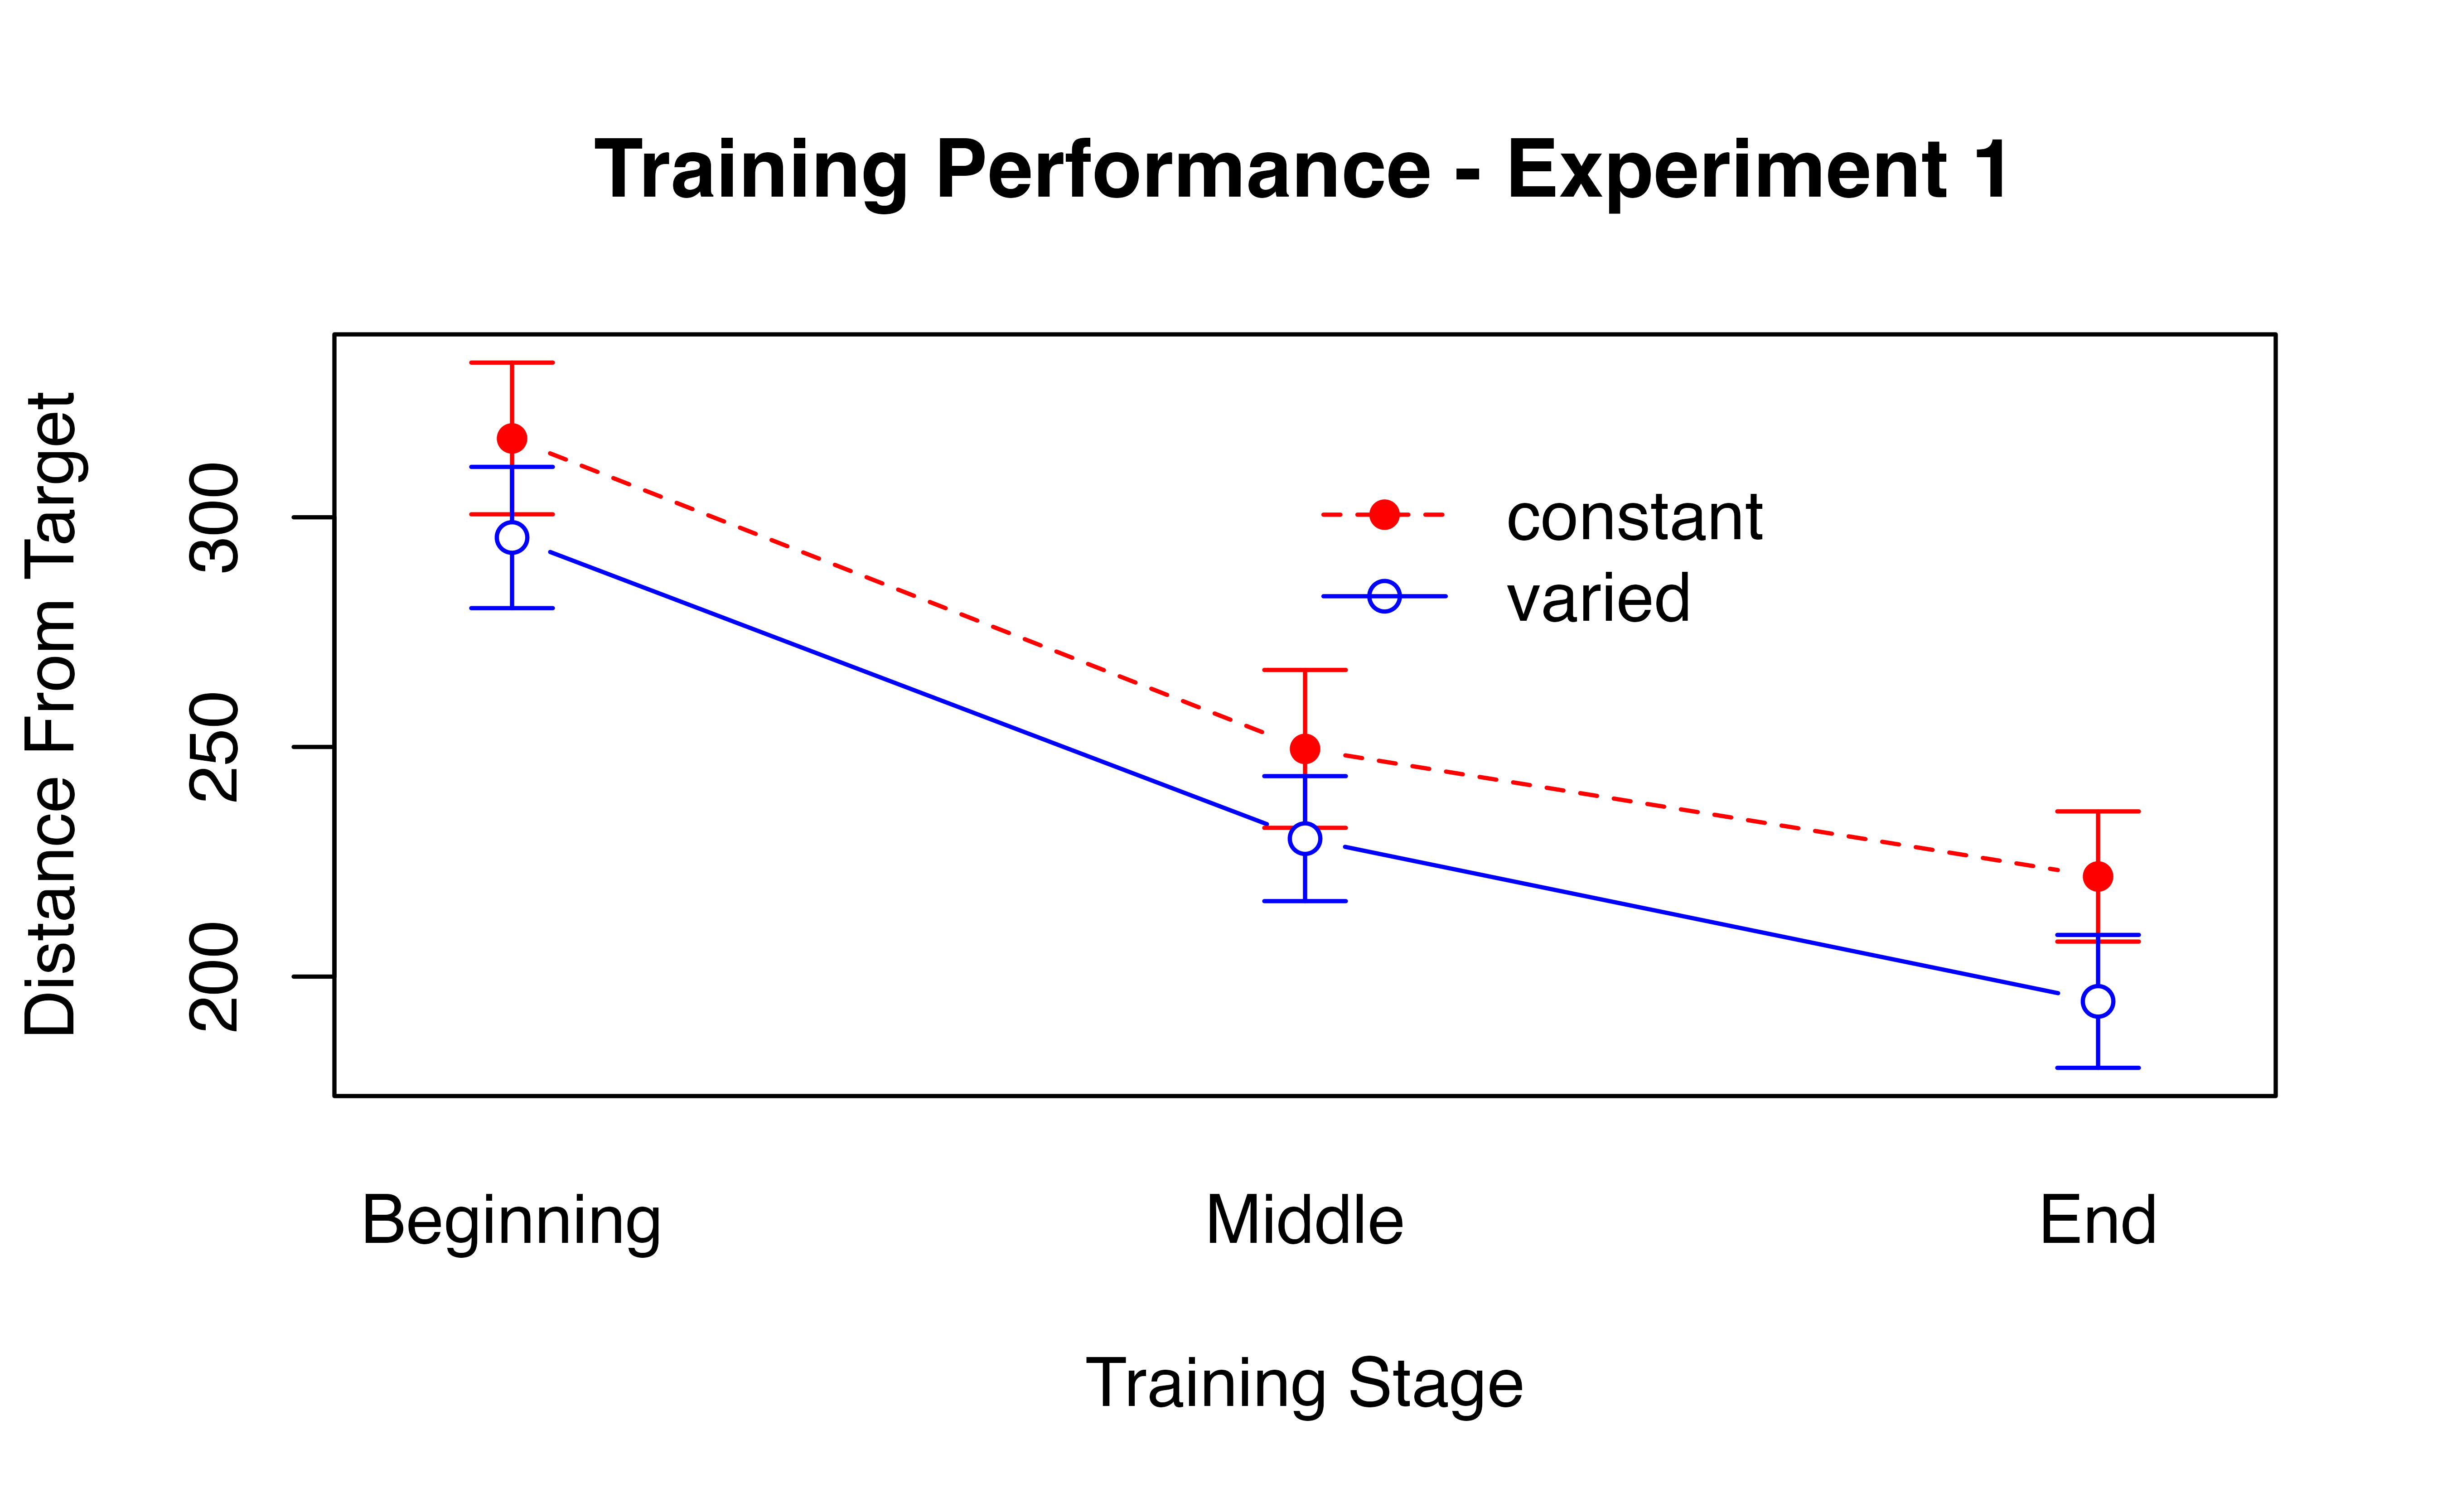 Training Performance - Experiment 1
Distance From Target
300
250
200
constant
varied
Beginning
Middle
End
Training Stage